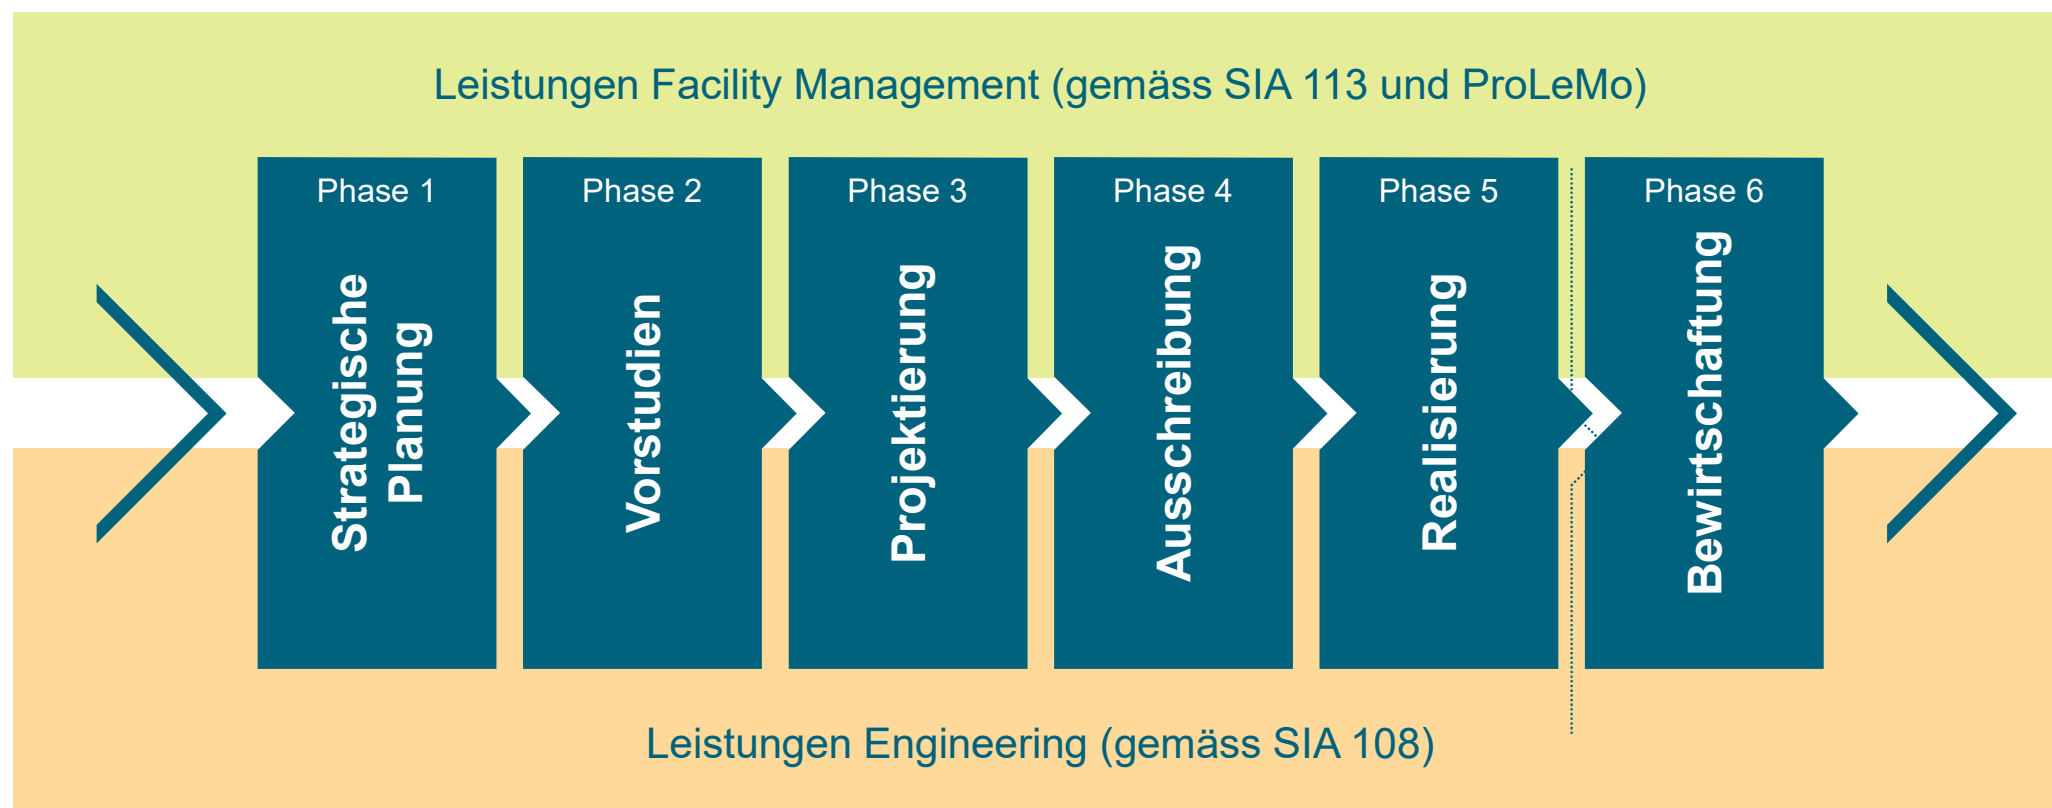 Leistungen Facility Management (gemäss SIA 113 und ProLeMo)
Phase 1
Strategische
Planung
Phase 2
Vorstudien
Phase 3
Projektierung
Phase 4
Ausschreibung
Phase 5
Realisierung
Phase 6
Bewirtschaftung
Leistungen Engineering (gemäss SIA 108)